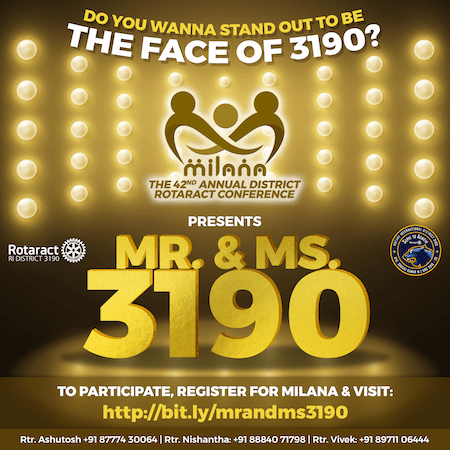 DO YOU WANNA STAND OUT TO BE
THE FACE OF 3190?
milana
THE 42ND ANNUAL DISTRICT
ROTARACT CONFERENCE
PRESENTS
Rotaract
RI DISTRICT 3190
MR. & MS.
3190
TO PARTICIPATE, REGISTER FOR MILANA & VISIT:
http://bit.ly/mrandms3190
Rtr. Ashutosh +91 87774 30064 | Rtr. Nishantha: +91 88840 71798 | Rtr. Vivek: +91 89711 06444